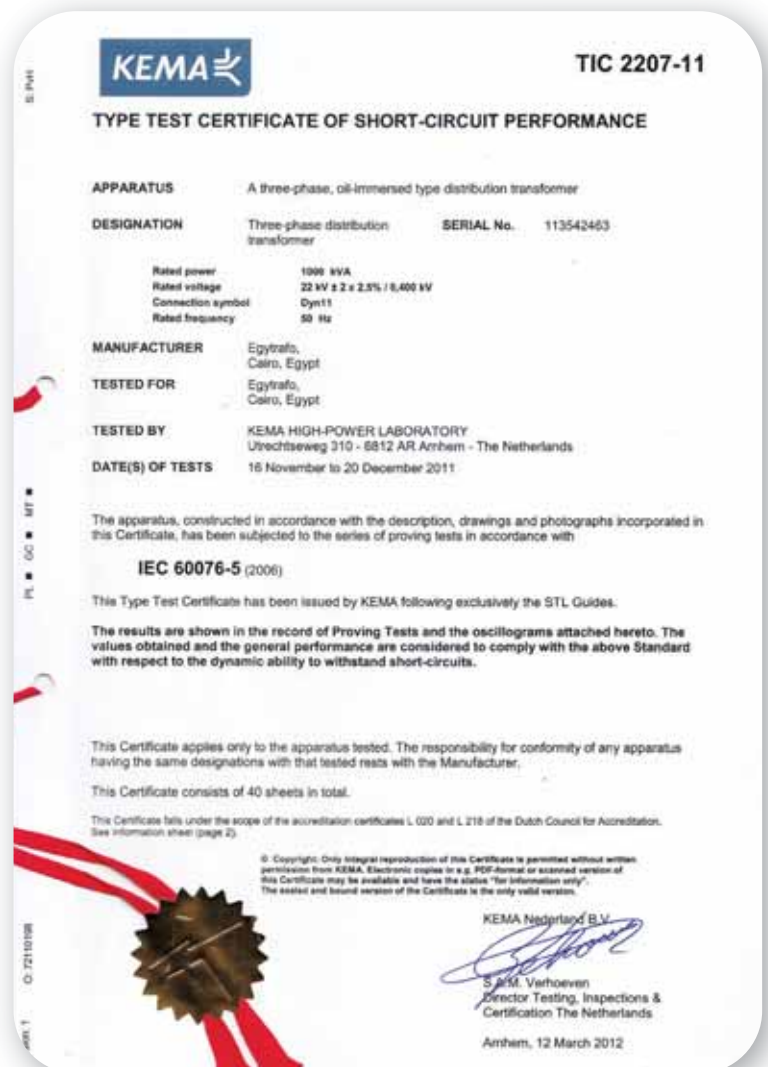 KEMA
TIC 2207-11
S: PvH
TYPE TEST CERTIFICATE OF SHORT-CIRCUIT PERFORMANCE
APPARATUS A three-phase, oil-immersed type distribution transformer
DESIGNATION Three-phase distribution SERIAL No. 113542463
transformer
Rated power 1000 kVA
Rated voltage 22 kV ± 2 x 2,5% / 0,400 kV
Connection symbol Dyn11
Rated frequency 50 Hz
MANUFACTURER Egytrafo,
Cairo, Egypt
TESTED FOR Egytrafo,
Cairo, Egypt
TESTED BY KEMA HIGH-POWER LABORATORY
Utrechtseweg 310 - 6812 AR Arnhem - The Netherlands
DATE(S) OF TESTS 16 November to 20 December 2011
The apparatus, constructed in accordance with the description, drawings and photographs incorporated in
this Certificate, has been subjected to the series of proving tests in accordance with
IEC 60076-5 (2006)
PL ■ GC ■ MT ■
This Type Test Certificate has been issued by KEMA following exclusively the STL Guides.
The results are shown in the record of Proving Tests and the oscillograms attached hereto. The
values obtained and the general performance are considered to comply with the above Standard
with respect to the dynamic ability to withstand short-circuits.
This Certificate applies only to the apparatus tested. The responsibility for conformity of any apparatus
having the same designations with that tested rests with the Manufacturer.
This Certificate consists of 40 sheets in total.
This Certificate falls under the scope of the accreditation certificates L 020 and L 218 of the Dutch Council for Accreditation.
See information sheet (page 2).
© Copyright: Only integral reproduction of this Certificate is permitted without written
permission from KEMA. Electronic copies in e.g. PDF-format or scanned version of
this Certificate may be available and have the status "for information only".
The sealed and bound version of the Certificate is the only valid version.
O: 72110198
KEMA Nederland B.V.
S.A.M. Verhoeven
Director Testing, Inspections &
Certification The Netherlands
Arnhem, 12 March 2012